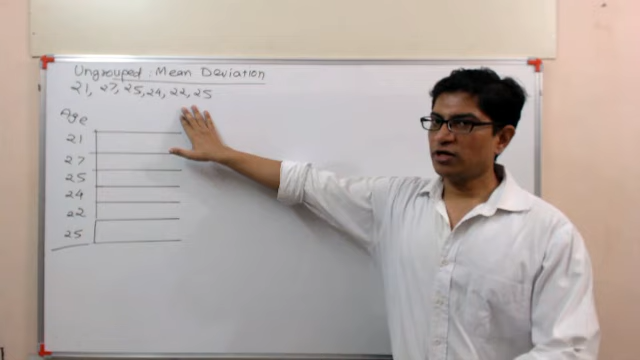 Ungrouped : Mean Deviation
21, 27, 25, 24, 22, 25
Age
21
27
25
24
22
25